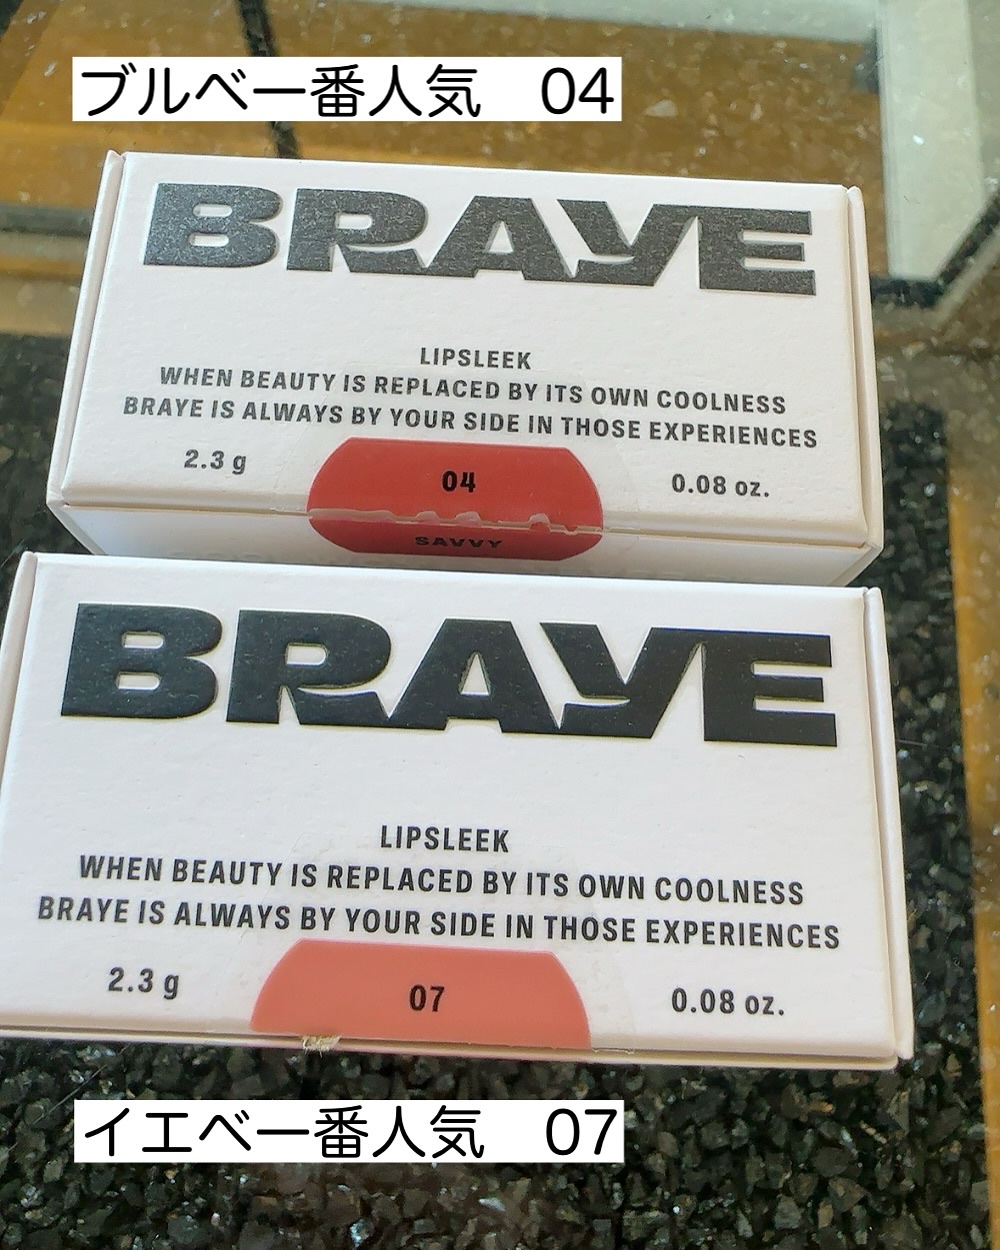 ブルベ一番人気　04
BRAYE
LIPSLEEK
WHEN BEAUTY IS REPLACED BY ITS OWN COOLNESS
BRAYE IS ALWAYS BY YOUR SIDE IN THOSE EXPERIENCES
2.3 g 04 0.08 oz.
SAVVY
BRAYE
LIPSLEEK
WHEN BEAUTY IS REPLACED BY ITS OWN COOLNESS
BRAYE IS ALWAYS BY YOUR SIDE IN THOSE EXPERIENCES
2.3 g 07 0.08 oz.
イエベ一番人気　07